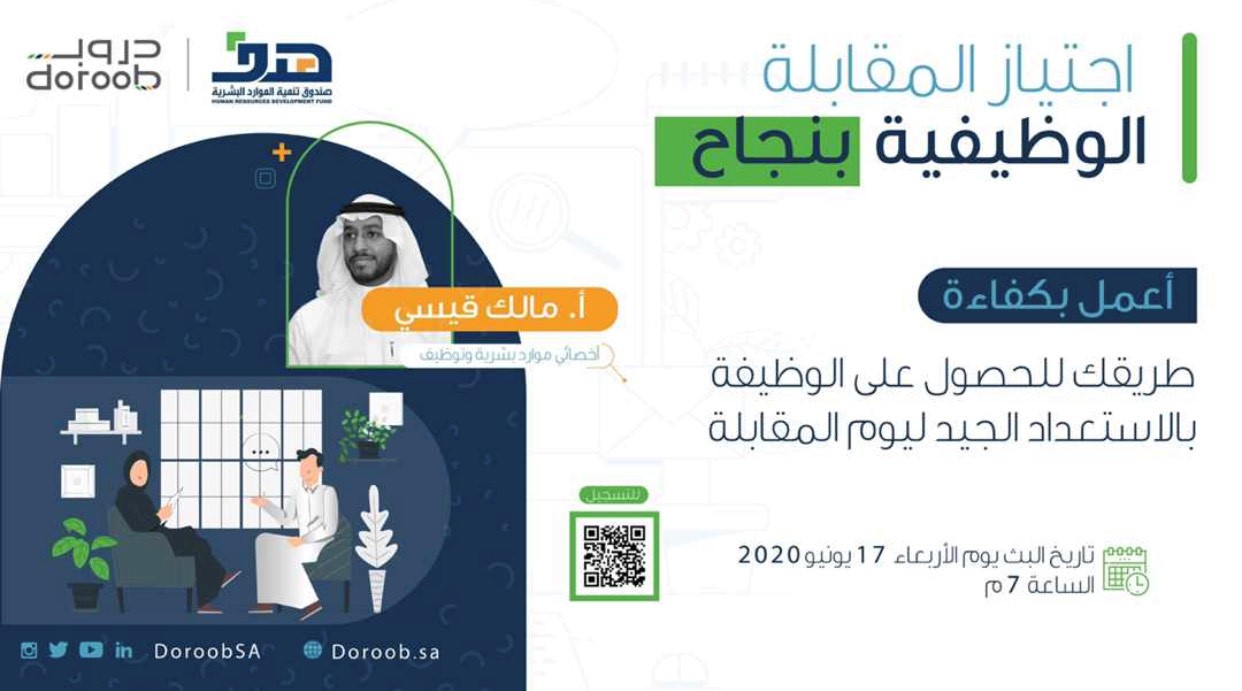 دروب
doroob
هدف
صندوق تنمية الموارد البشرية
HUMAN RESOURCES DEVELOPMENT FUND
اجتياز المقابلة
الوظيفية بنجاح
أ. مالك قيسي
أخصائي موارد بشرية وتوظيف
أعمل بكفاءة
طريقك للحصول على الوظيفة
بالاستعداد الجيد ليوم المقابلة
للتسجيل
تاريخ البث يوم الأربعاء 17 يونيو 2020
الساعة 7 م
DoroobSA
Doroob.sa